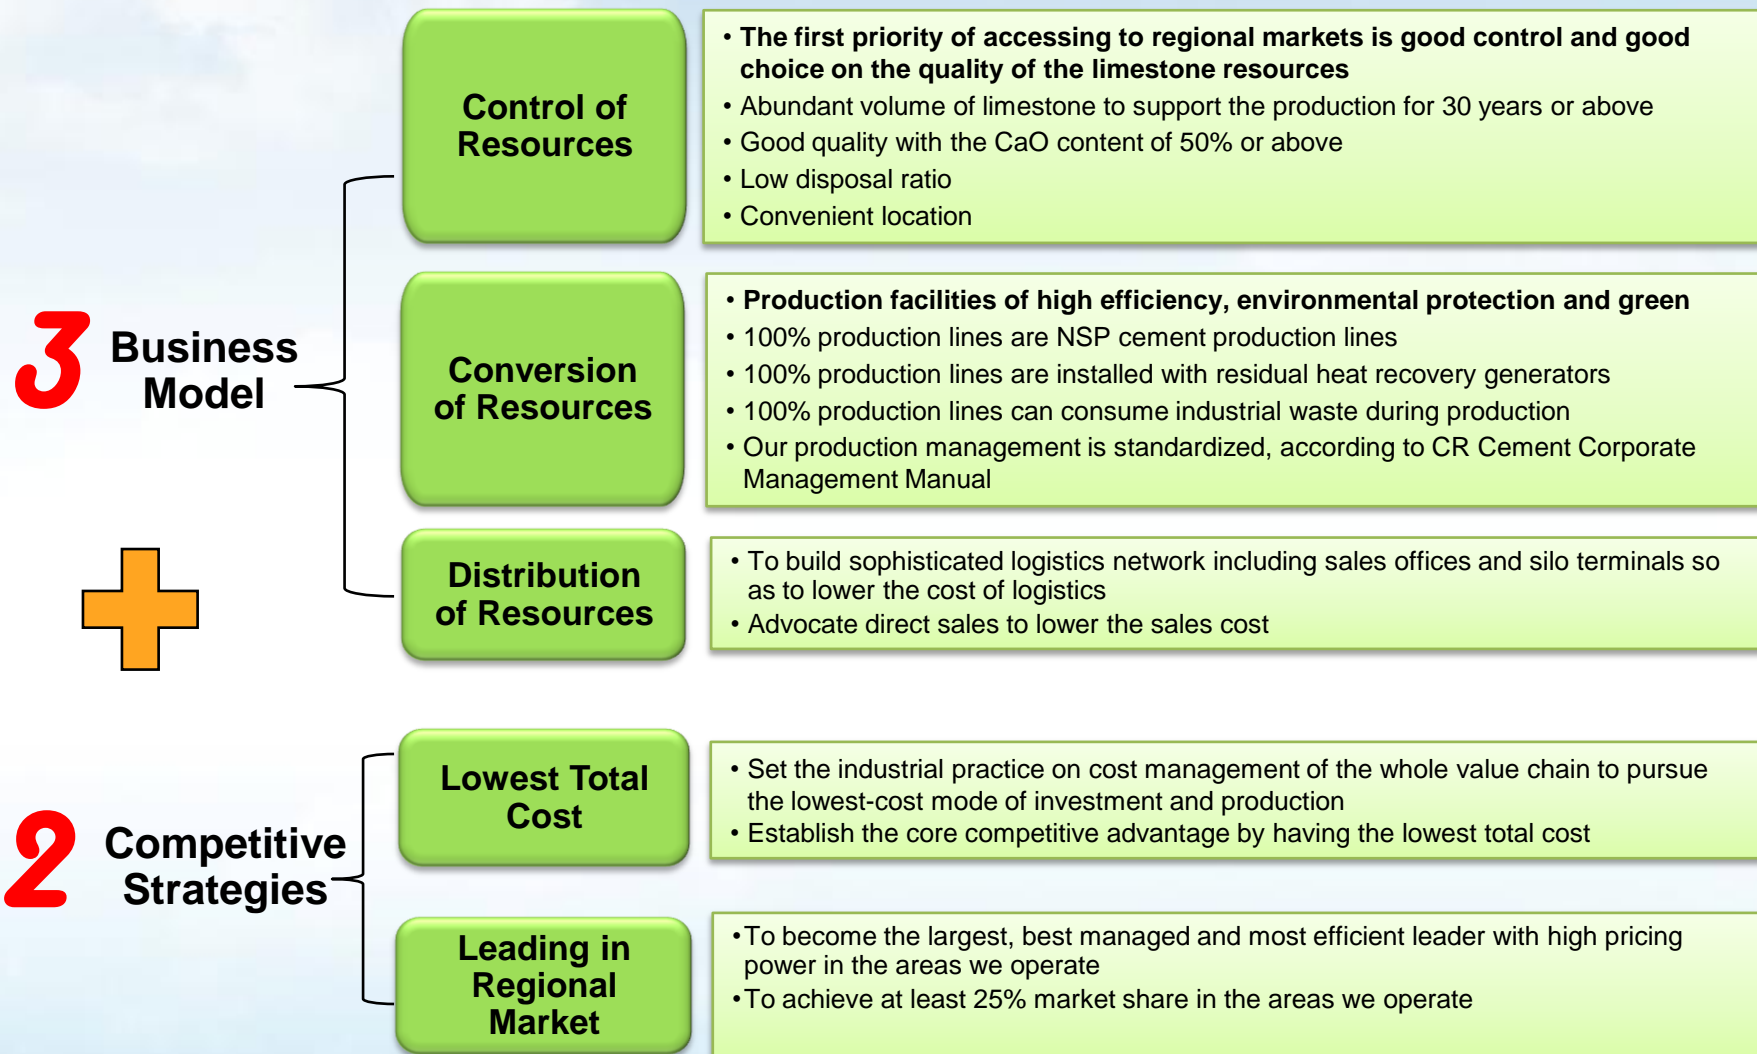 Control of
Resources
• The first priority of accessing to regional markets is good control and good
choice on the quality of the limestone resources
• Abundant volume of limestone to support the production for 30 years or above
• Good quality with the CaO content of 50% or above
• Low disposal ratio
• Convenient location
3 Business
Model
Conversion
of Resources
• Production facilities of high efficiency, environmental protection and green
• 100% production lines are NSP cement production lines
• 100% production lines are installed with residual heat recovery generators
• 100% production lines can consume industrial waste during production
• Our production management is standardized, according to CR Cement Corporate
Management Manual
Distribution
of Resources
• To build sophisticated logistics network including sales offices and silo terminals so
as to lower the cost of logistics
• Advocate direct sales to lower the sales cost
2 Competitive
Strategies
Lowest Total
Cost
• Set the industrial practice on cost management of the whole value chain to pursue
the lowest-cost mode of investment and production
• Establish the core competitive advantage by having the lowest total cost
Leading in
Regional
Market
• To become the largest, best managed and most efficient leader with high pricing
power in the areas we operate
• To achieve at least 25% market share in the areas we operate